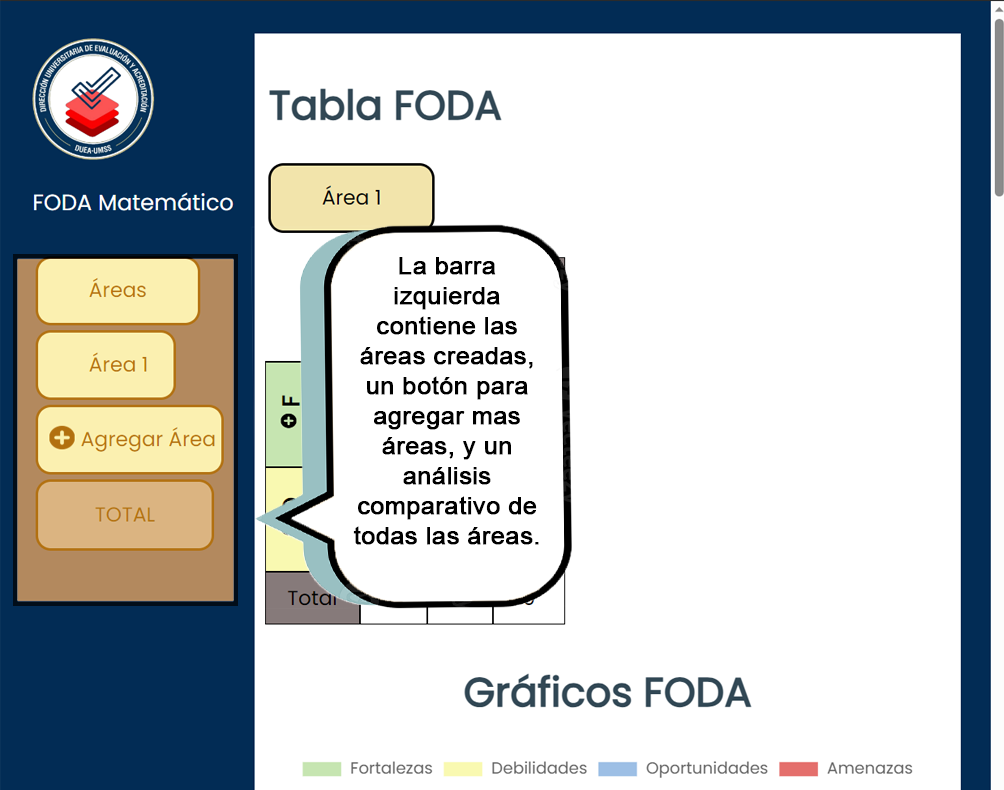 DIRECCIÓN UNIVERSITARIA DE EVALUACIÓN Y ACREDITACIÓN
DUEA-UMSS
FODA Matemático
Áreas
Área 1
Agregar Área
TOTAL
Tabla FODA
Área 1
La barra
izquierda
contiene las
áreas creadas,
un botón para
agregar mas
áreas, y un
análisis
comparativo de
todas las áreas.
F
Total
Gráficos FODA
Fortalezas Debilidades Oportunidades Amenazas